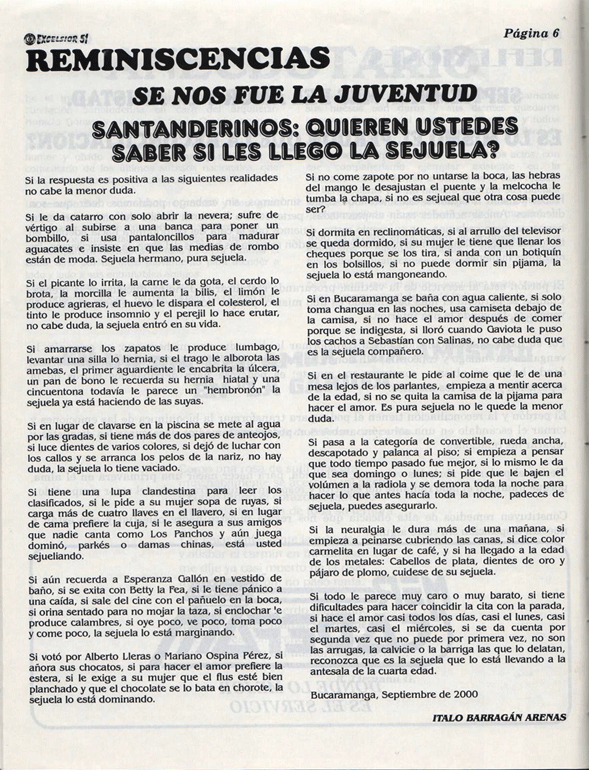 EXCELSIOR 51
Página 6
REMINISCENCIAS
SE NOS FUE LA JUVENTUD
SANTANDERINOS: QUIEREN USTEDES
SABER SI LES LLEGO LA SEJUELA?
Si la respuesta es positiva a las siguientes realidades
no cabe la menor duda.
Si le da catarro con solo abrir la nevera; sufre de
vértigo al subirse a una banca para poner un
bombillo, si usa pantaloncillos para madurar
aguacates e insiste en que las medias de rombo
están de moda. Sejuela hermano, pura sejuela.
Si el picante lo irrita, la carne le da gota, el cerdo lo
brota, la morcilla le aumenta la bilis, el limón le
produce agrieras, el huevo le dispara el colesterol, el
tinto le produce insomnio y el perejil lo hace erutar,
no cabe duda, la sejuela entró en su vida.
Si amarrarse los zapatos le produce lumbago,
levantar una silla lo hernia, si el trago le alborota las
amebas, el primer aguardiente le encabrita la úlcera,
un pan de bono le recuerda su hernia hiatal y una
cincuentona todavía le parece un "hembronón" la
sejuela ya está haciendo de las suyas.
Si en lugar de clavarse en la piscina se mete al agua
por las gradas, si tiene más de dos pares de anteojos,
si luce dientes de varios colores, si dejó de luchar con
los callos y se arranca los pelos de la nariz, no hay
duda, la sejuela lo tiene vaciado.
Si tiene una lupa clandestina para leer los
clasificados, si le pide a su mujer sopa de ruyas, si
carga más de cuatro llaves en el llavero, si en lugar
de cama prefiere la cuja, si le asegura a sus amigos
que nadie canta como Los Panchos y aún juega
dominó, parkés o damas chinas, está usted
sejueliando.
Si aún recuerda a Esperanza Gallón en vestido de
baño, si se exita con Betty la Fea, si le tiene pánico a
una caída, si sale del cine con el pañuelo en la boca,
si orina sentado para no mojar la taza, si enclochar 'e
produce calambres, si oye poco, ve poco, toma poco
y come poco, la sejuela lo está marginando.
Si votó por Alberto Lleras o Mariano Ospina Pérez, si
añora sus chocatos, si para hacer el amor prefiere la
estera, si le exige a su mujer que el flus esté bien
planchado y que el chocolate se lo bata en chorote, la
sejuela lo está dominando.
Si no come zapote por no untarse la boca, las hebras
del mango le desajustan el puente y la melcocha le
tumba la chapa, si no es sejueal que otra cosa puede
ser?
Si dormita en reclinomáticas, si al arrullo del televisor
se queda dormido, si su mujer le tiene que llenar los
cheques porque se los tira, si anda con un botiquín
en los bolsillos, si no puede dormir sin pijama, la
sejuela lo está mangoneando.
Si en Bucaramanga se baña con agua caliente, si solo
toma changua en las noches, usa camiseta debajo de
la camisa, si no hace el amor después de comer
porque se indigesta, si lloró cuando Gaviota le puso
los cachos a Sebastían con Salinas, no cabe duda que
es la sejuela compañero.
Si en el restaurante le pide al coime que le de una
mesa lejos de los parlantes, empieza a mentir acerca
de la edad, si no se quita la camisa de la pijama para
hacer el amor. Es pura sejuela no le quede la menor
duda.
Si pasa a la categoría de convertible, rueda ancha,
descapotado y palanca al piso; si empieza a pensar
que todo tiempo pasado fue mejor, si lo mismo le da
que sea domingo o lunes; si pide que le bajen el
volúmen a la radiola y se demora toda la noche para
hacer lo que antes hacía toda la noche, padeces de
sejuela, puedes asegurarlo.
Si la neuralgia le dura más de una mañana, si
empieza a peinarse cubriendo las canas, si dice color
carmelita en lugar de café, y si ha llegado a la edad
de los metales: Cabellos de plata, dientes de oro y
pájaro de plomo, cuidese de su sejuela.
Si todo le parece muy caro o muy barato, si tiene
dificultades para hacer coincidir la cita con la parada,
si hace el amor casi todos los días, casi el lunes, casi
el martes, casi el miércoles, si se da cuenta por
segunda vez que no puede por primera vez, no son
las arrugas, la calvicie o la barriga las que lo delatan,
reconozca que es la sejuela que lo está llevando a la
antesala de la cuarta edad.
Bucaramanga, Septiembre de 2000
ITALO BARRAGÁN ARENAS